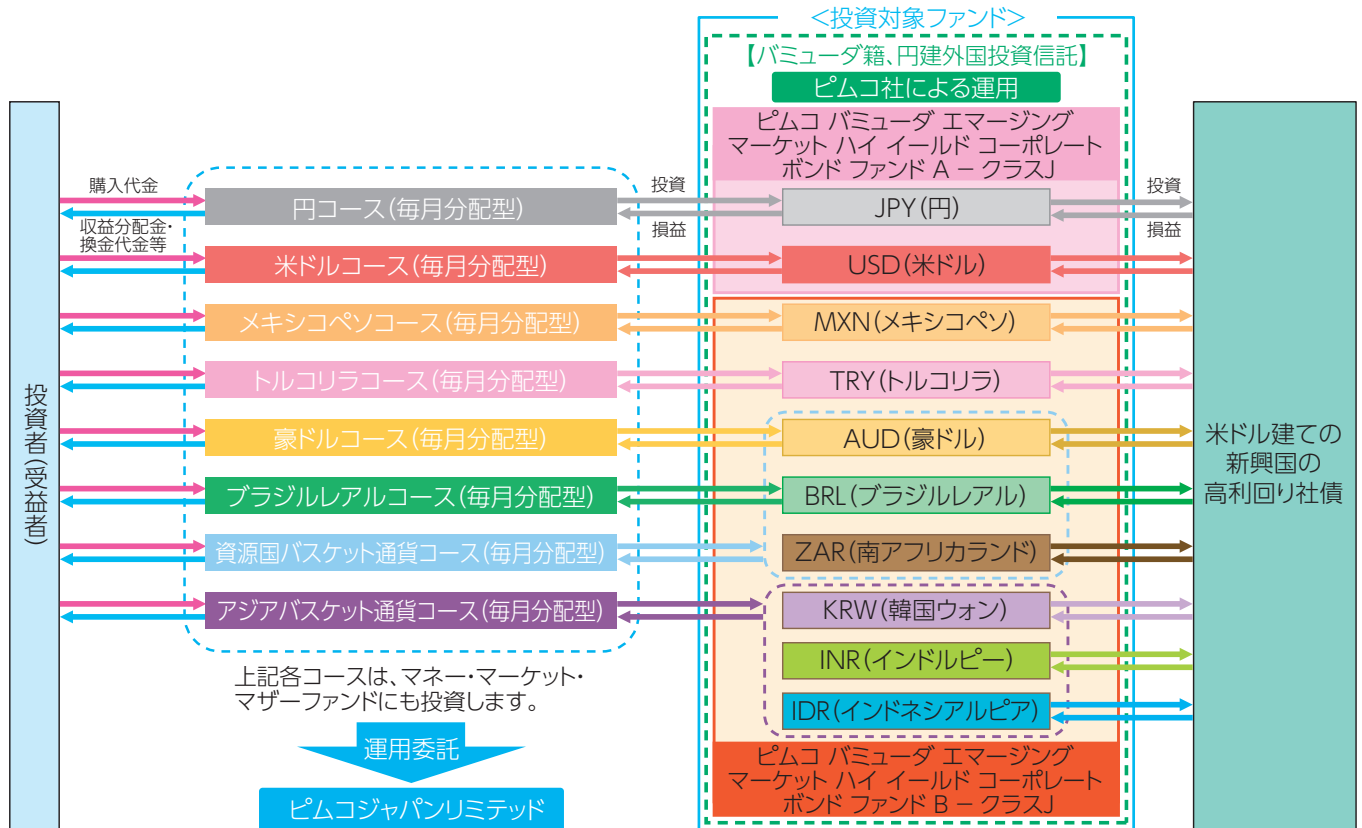 ＜投資対象ファンド＞
【バミューダ籍、円建外国投資信託】
ピムコ社による運用
ピムコ バミューダ エマージング
マーケット ハイ イールド コーポレート
ボンド ファンド A － クラスJ
投資者(受益者)
購入代金
収益分配金・
換金代金等
円コース(毎月分配型)
投資
損益
JPY(円)
投資
損益
米ドルコース(毎月分配型)
USD(米ドル)
メキシコペソコース(毎月分配型)
MXN(メキシコペソ)
トルコリラコース(毎月分配型)
TRY(トルコリラ)
豪ドルコース(毎月分配型)
AUD(豪ドル)
ブラジルレアルコース(毎月分配型)
BRL(ブラジルレアル)
資源国バスケット通貨コース(毎月分配型)
ZAR(南アフリカランド)
アジアバスケット通貨コース(毎月分配型)
KRW(韓国ウォン)
INR(インドルピー)
IDR(インドネシアルピア)
米ドル建ての
新興国の
高利回り社債
上記各コースは、マネー・マーケット・
マザーファンドにも投資します。
運用委託
ピムコジャパンリミテッド
ピムコ バミューダ エマージング
マーケット ハイ イールド コーポレート
ボンド ファンド B － クラスJ